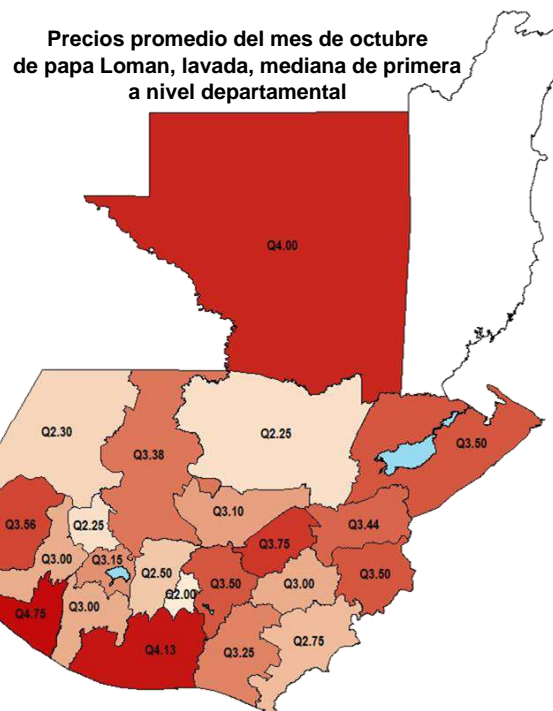 Precios promedio del mes de octubre
de papa Loman, lavada, mediana de primera
a nivel departamental
Q4.00
Q2.30
Q3.38
Q2.25
Q3.50
Q3.56
Q2.25
Q3.10
Q3.44
Q3.00
Q3.15
Q2.50
Q2.00
Q3.50
Q3.75
Q3.00
Q3.50
Q4.75
Q3.00
Q4.13
Q3.25
Q2.75